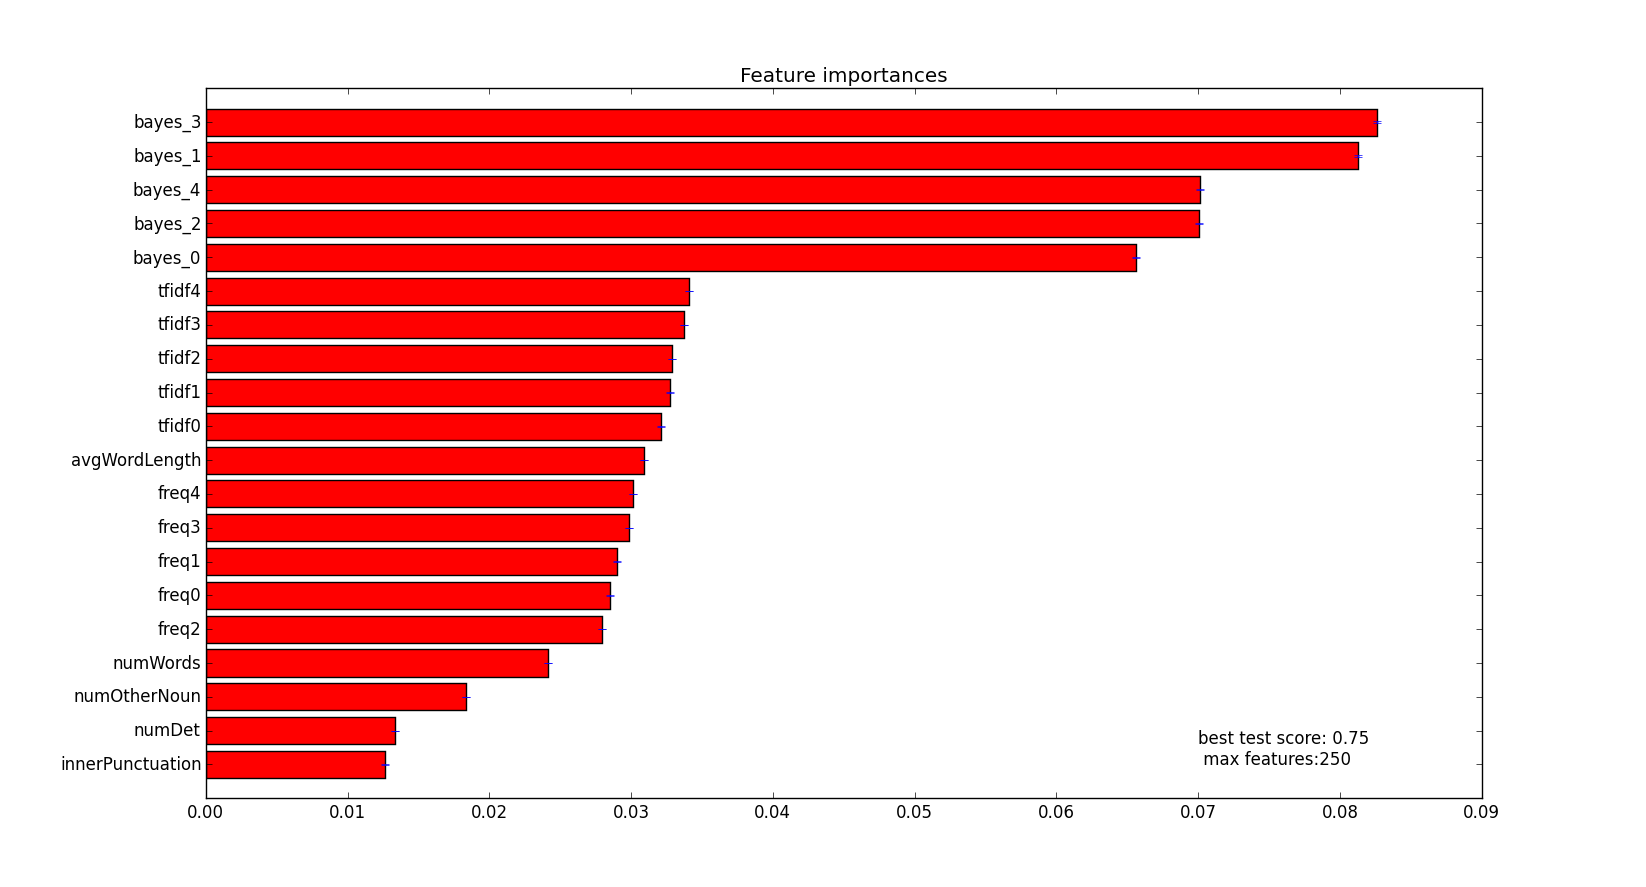 Feature importances
bayes_3
bayes_1
bayes_4
bayes_2
bayes_0
tfidf4
tfidf3
tfidf2
tfidf1
tfidf0
avgWordLength
freq4
freq3
freq1
freq0
freq2
numWords
numOtherNoun
numDet
innerPunctuation
best test score: 0.75
max features:250
0.00 0.01 0.02 0.03 0.04 0.05 0.06 0.07 0.08 0.09